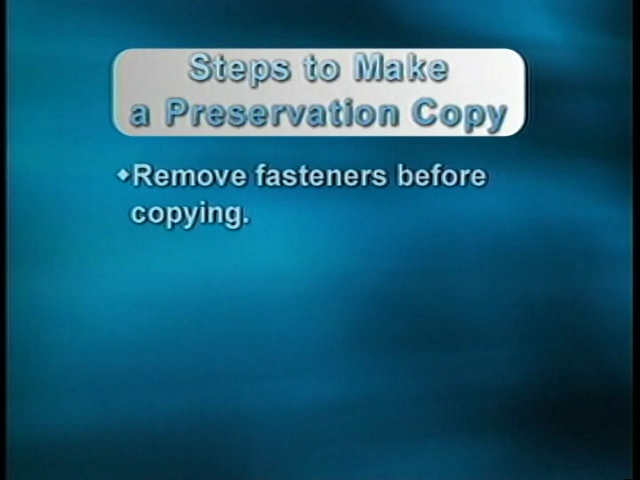 Steps to Make
a Preservation Copy
◆Remove fasteners before
copying.